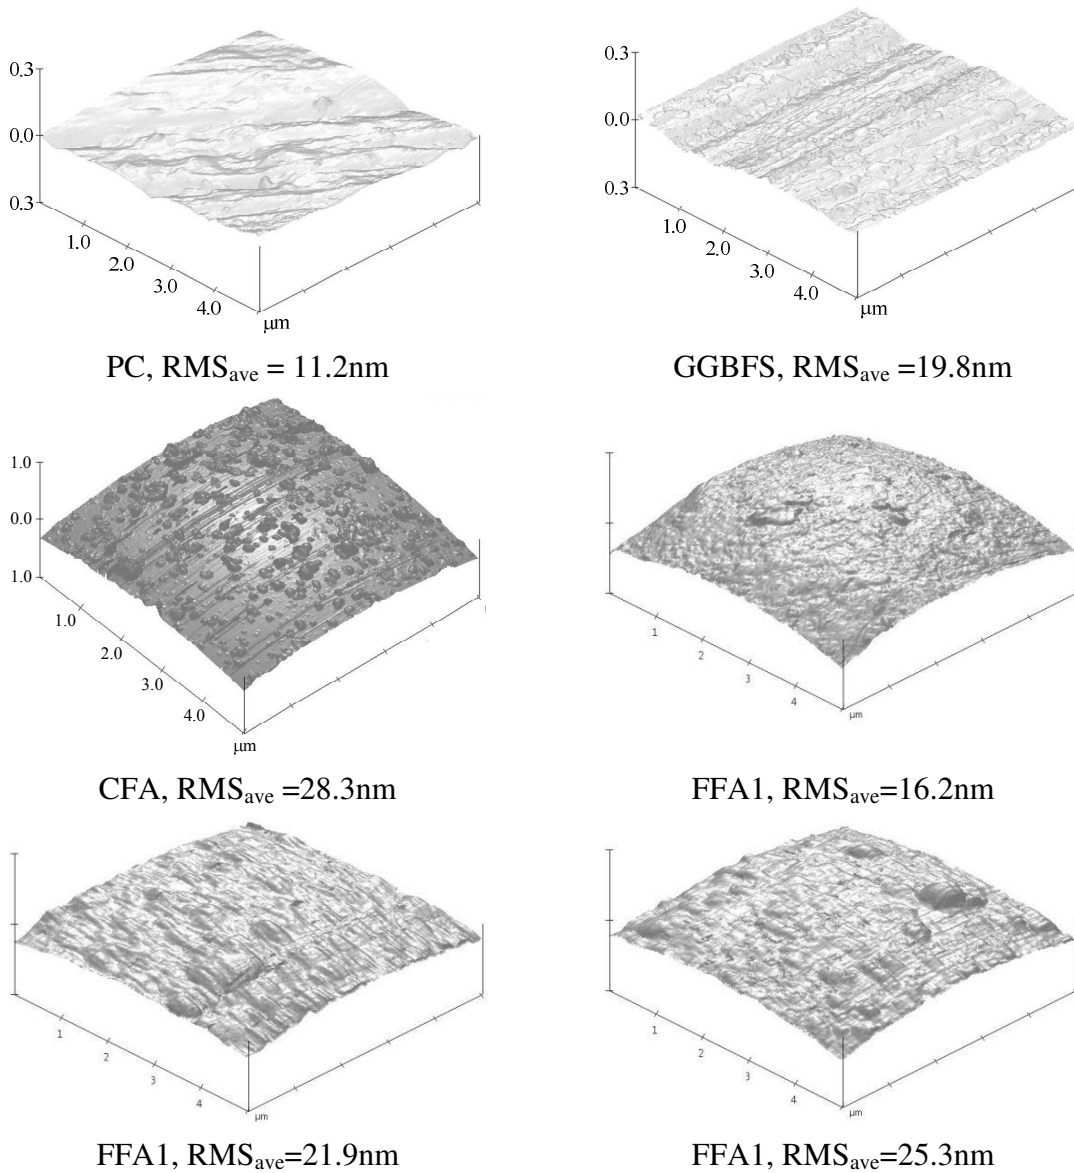 0.3
0.0
0.3
1.0
2.0
3.0
4.0
μm
PC, RMSave = 11.2nm
0.3
0.0
0.3
1.0
2.0
3.0
4.0
μm
GGBFS, RMSave =19.8nm
1.0
0.0
1.0
1.0
2.0
3.0
4.0
μm
CFA, RMSave =28.3nm
1
2
3
4
μm
FFA1, RMSave=16.2nm
1
2
3
4
μm
FFA1, RMSave=21.9nm
1
2
3
4
μm
FFA1, RMSave=25.3nm